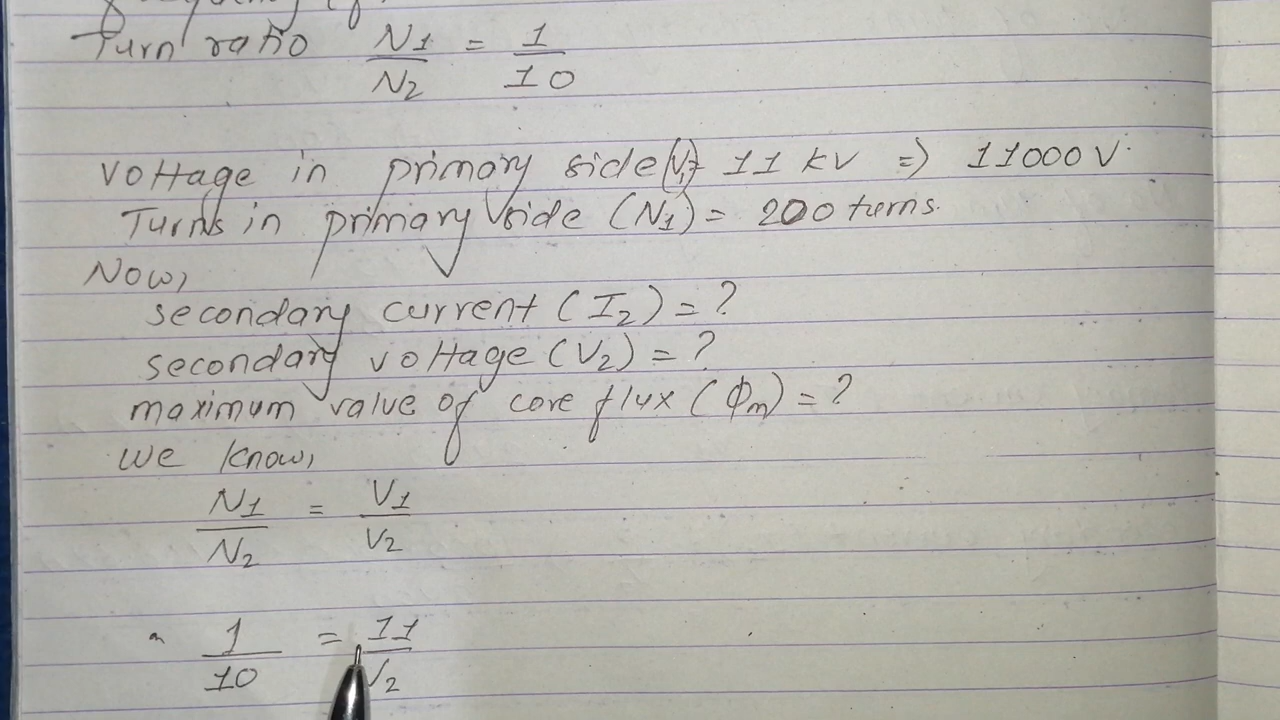 Turn ratio N1/N2 = 1/10
Voltage in primary side (V1) = 11 kV => 11000 V.
Turns in primary side (N1) = 200 turns.
Now,
secondary current (I2) = ?
secondary voltage (V2) = ?
maximum value of core flux (Φm) = ?
We know,
N1/N2 = V1/V2
1/10 = 11/V2